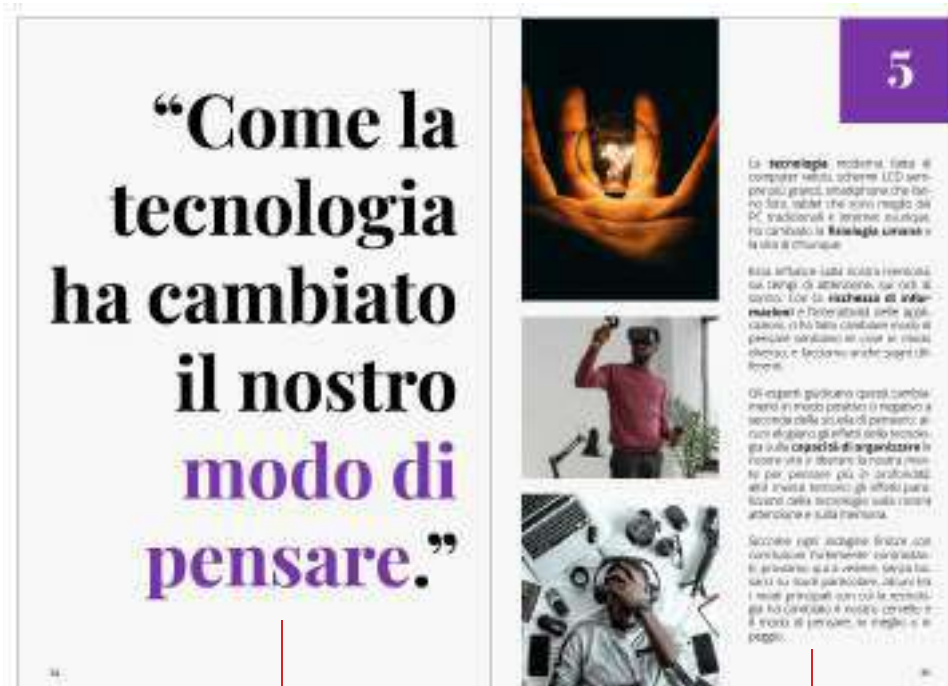 “Come la
tecnologia
ha cambiato
il nostro
modo di
pensare.”
5
La tecnologia moderna, fatta di
computer veloci, schermi LCD sem-
pre più grandi, smartphone che fan-
no foto, tablet che sono meglio dei
PC tradizionali e internet ovunque,
ha cambiato la fisiologia umana e
la vita di chiunque.
Essa influisce sulla nostra memoria,
sui tempi di attenzione, sui cicli di
sonno. Con la ricchezza di infor-
mazioni e l'interattività delle appli-
cazioni, ci ha fatto cambiare modo di
pensare
diverso, e facciamo anche sogni dif-
ferenti.
Gli esperti giudicano questi cambia-
menti in modo positivo o negativo a
seconda della scuola di pensiero: al-
cuni elogiano gli effetti della tecnolo-
gia sulla capacità di organizzare le
nostre vite e liberare la nostra men-
te per pensare più in profondità,
altri invece temono gli effetti para-
lizzanti della tecnologia sulla nostra
attenzione e sulla memoria.
Siccome ogni indagine finisce con
conclusioni fortemente contrastan-
ti, proviamo qui a vedere, senza ba-
sarci su studi particolari, alcuni tra
i modi principali con cui la tecnolo-
gia ha cambiato il nostro cervello e
il modo di pensare, in meglio o in
peggio.